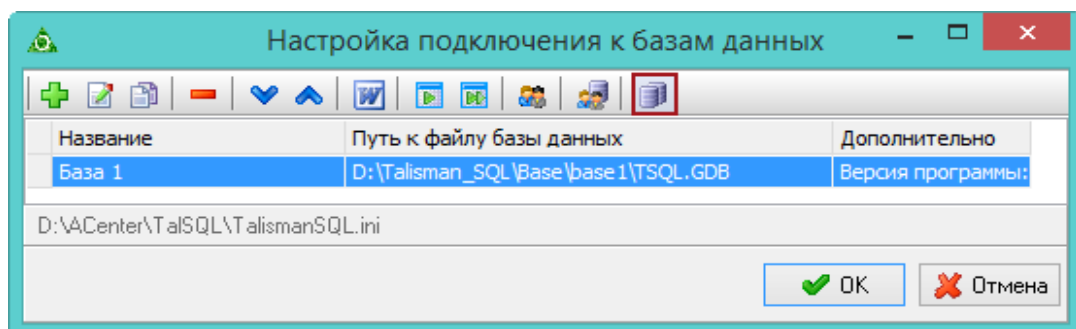 Настройка подключения к базам данных
Название Путь к файлу базы данных Дополнительно
База 1 D:\Talisman_SQL\Base\base1\TSQL.GDB Версия программы:
D:\ACenter\TalSQL\TalismanSQL.ini
OK Отмена